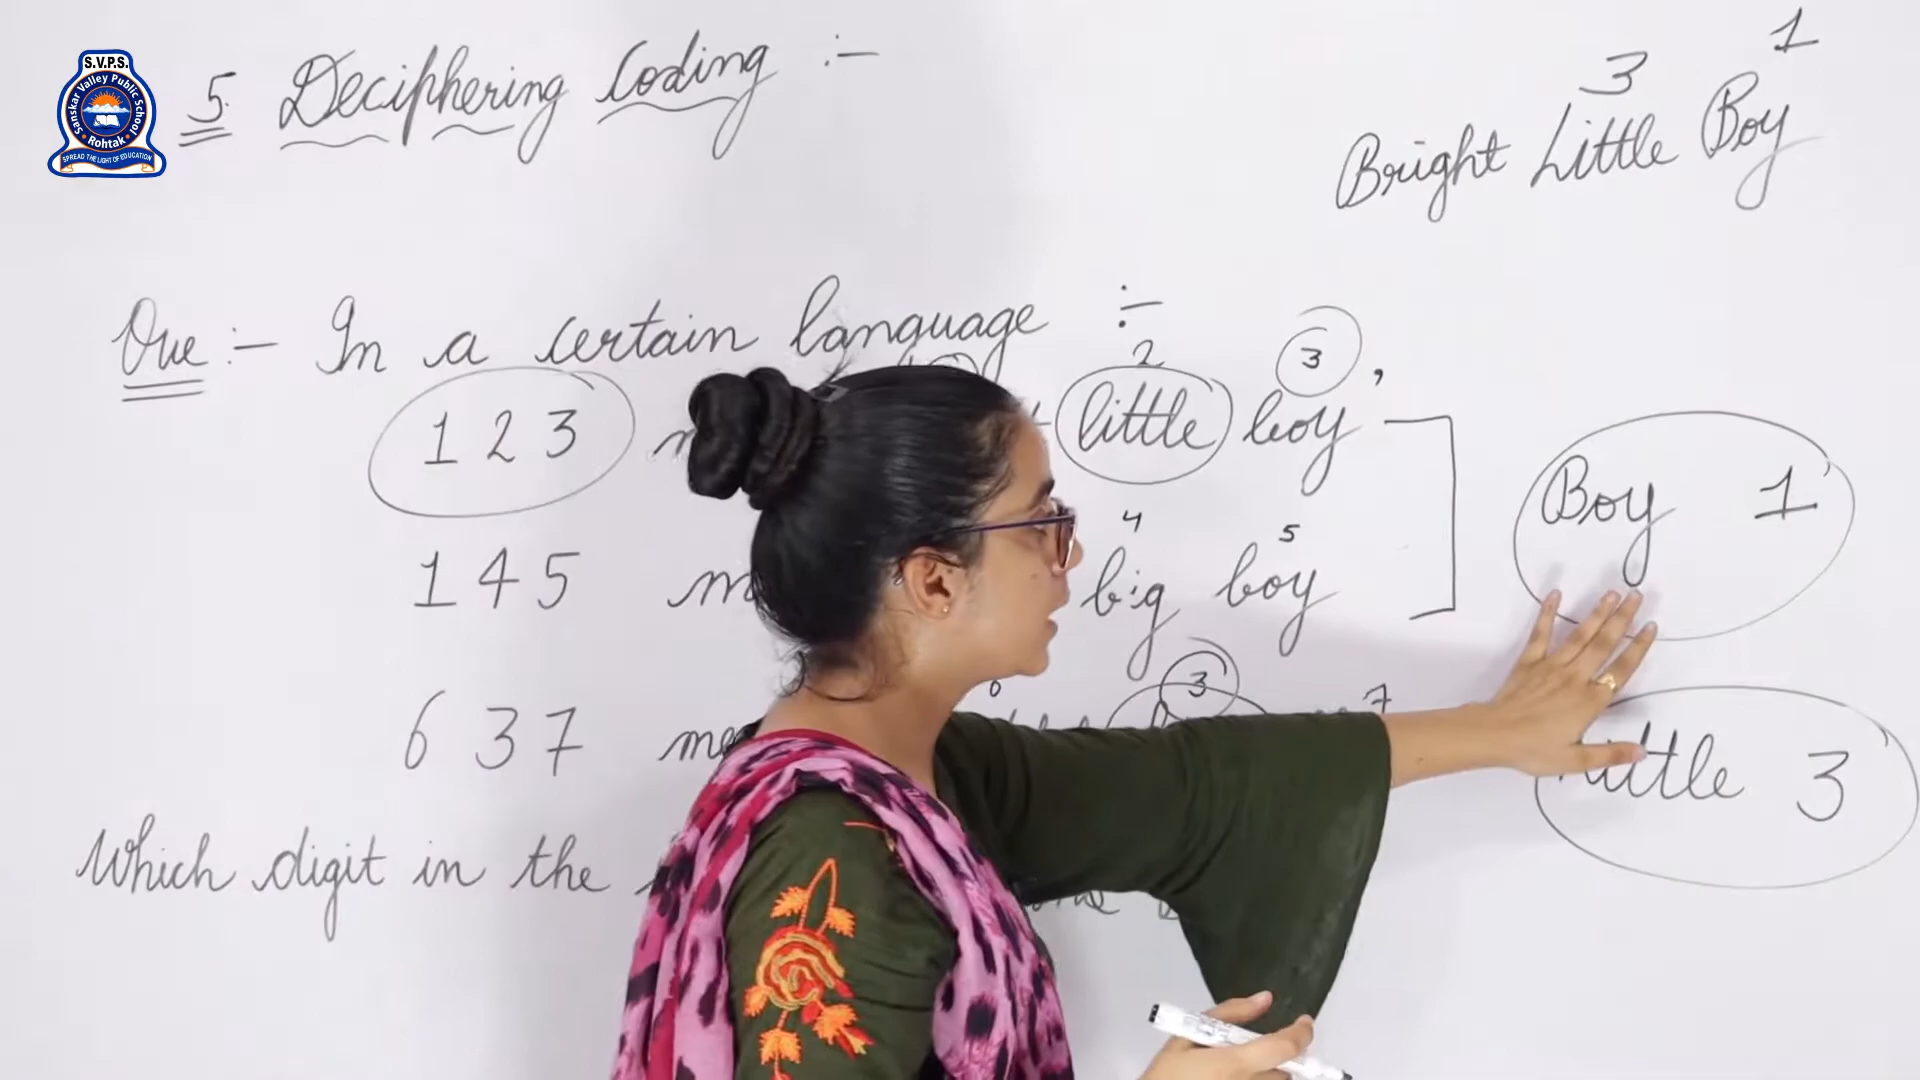 S.V.P.S.
Sanskar Valley Public School
Rohtak
SPREAD THE LIGHT OF EDUCATION
5. Deciphering Coding :-
3 1
Bright Little Boy
Que :- In a certain language ÷
2 3
1 2 3 little boy ,
4 5
1 4 5 big boy
Boy 1
3 7
6 3 7
Little 3
Which digit in the